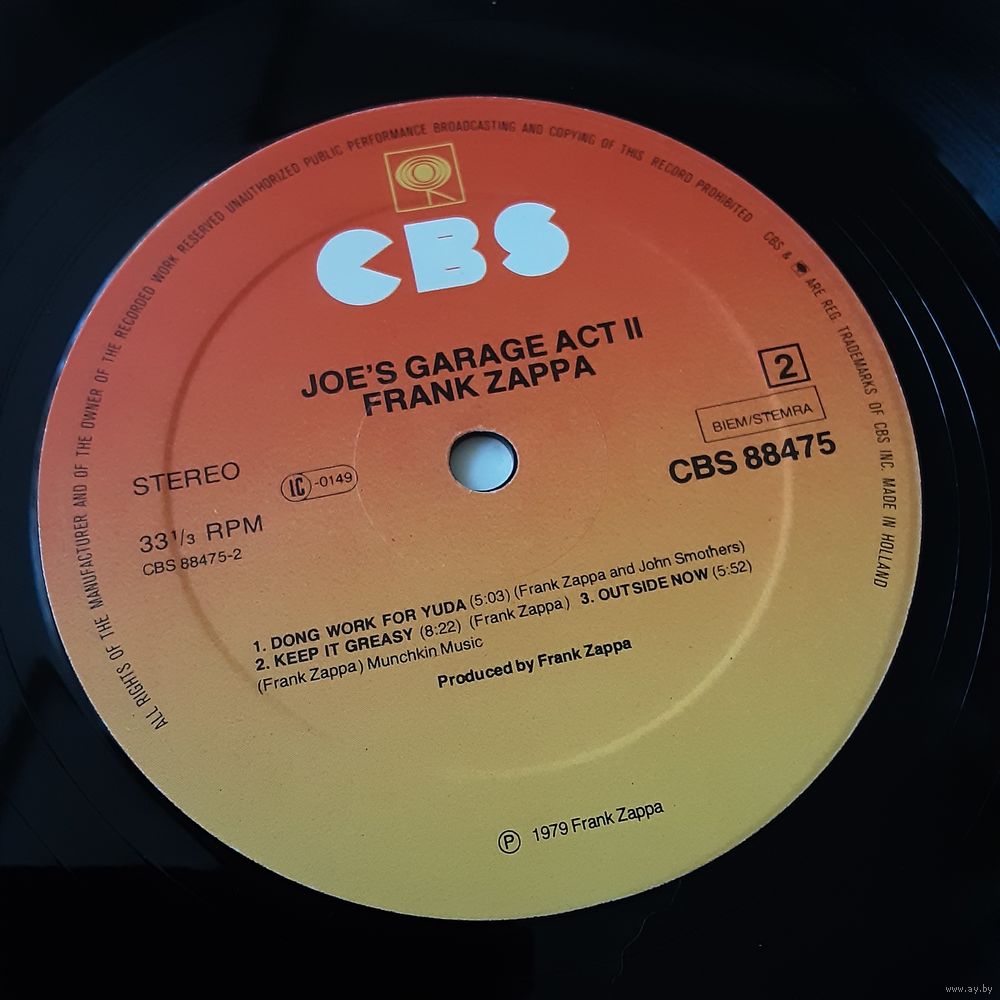 ALL RIGHTS OF THE MANUFACTURER AND OF THE OWNER OF THE RECORDED WORK RESERVED UNAUTHORIZED PUBLIC PERFORMANCE BROADCASTING AND COPYING OF THIS RECORD PROHIBITED
CBS & ARE REG. TRADEMARKS OF CBS INC. MADE IN HOLLAND
CBS
JOE'S GARAGE ACT II
FRANK ZAPPA
2
BIEM/STEMRA
CBS 88475
STEREO
LC-0149
33⅓ RPM
CBS 88475-2
1. DONG WORK FOR YUDA (5:03) (Frank Zappa and John Smothers)
2. KEEP IT GREASY (8:22) (Frank Zappa) 3. OUTSIDE NOW (5:52)
(Frank Zappa) Munchkin Music
Produced by Frank Zappa
Ⓟ 1979 Frank Zappa
www.ay.by